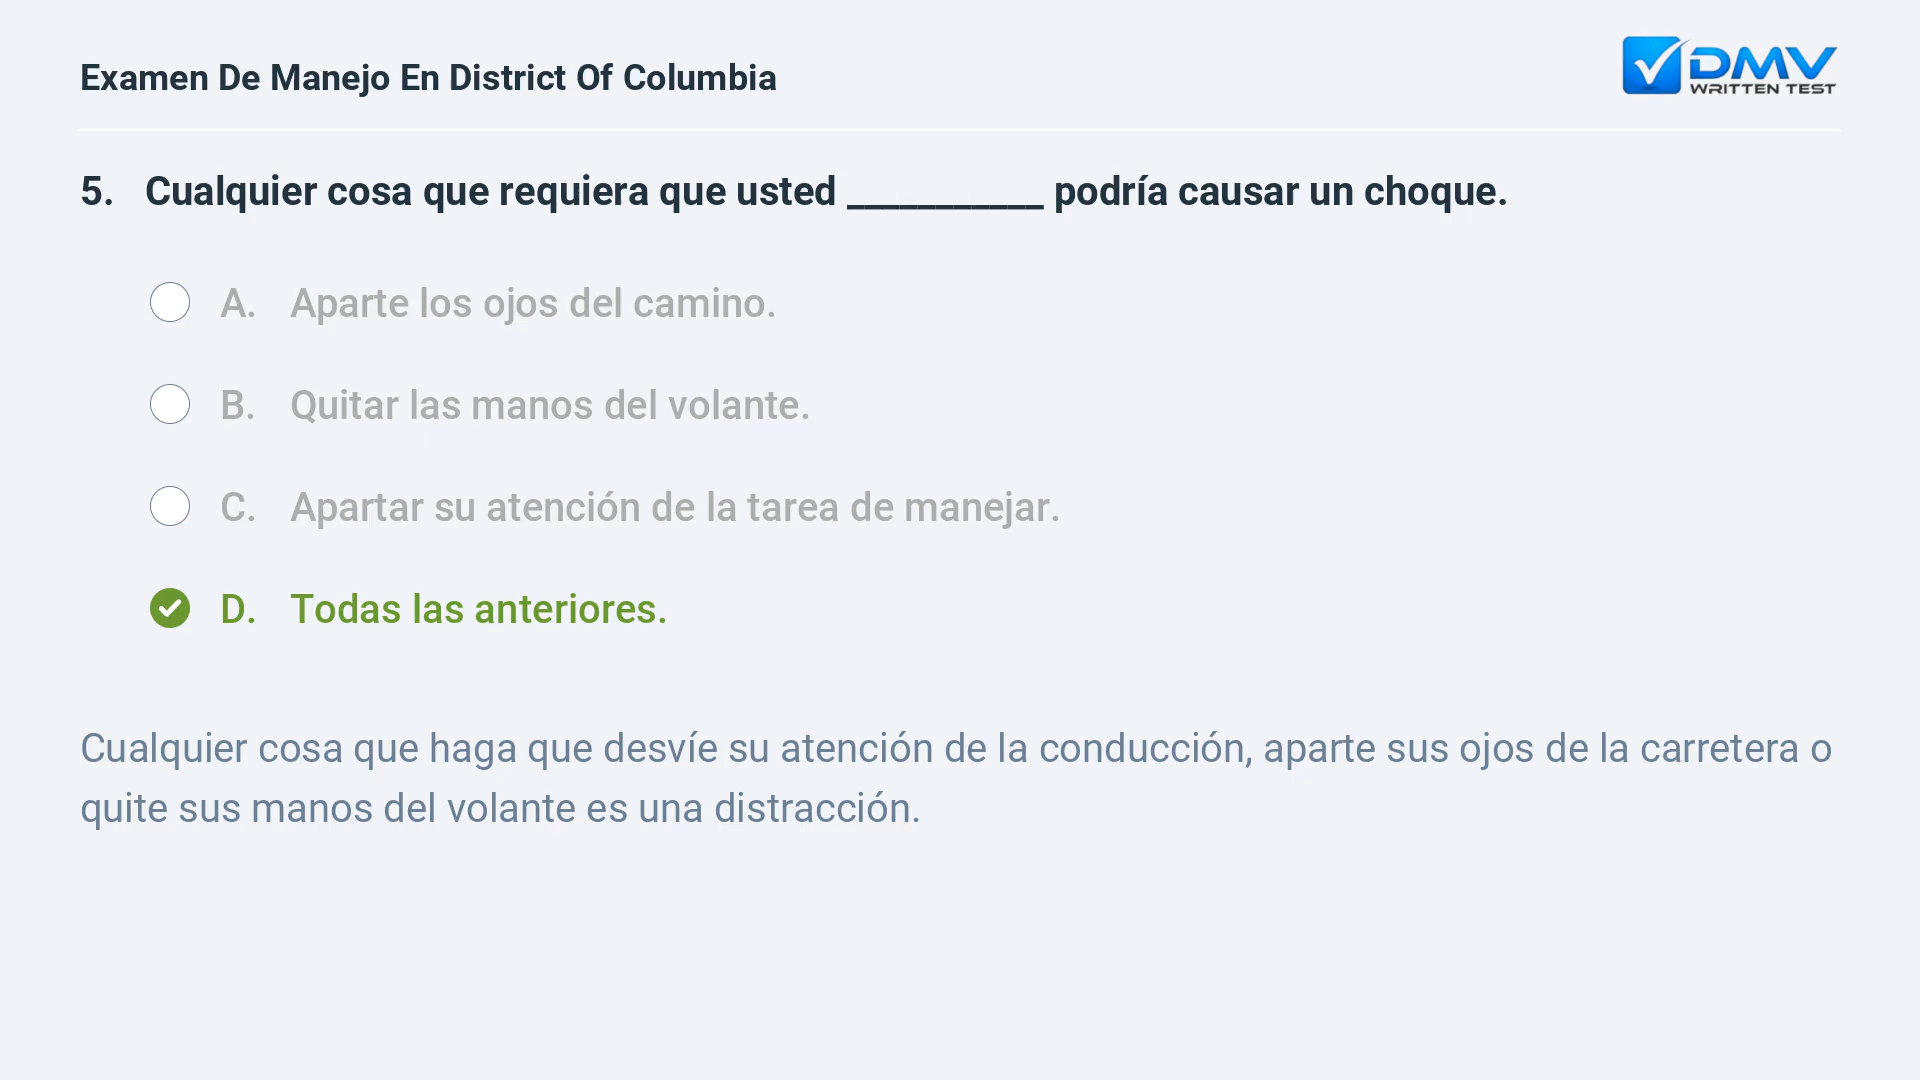 Examen De Manejo En District Of Columbia
DMV
WRITTEN TEST
5. Cualquier cosa que requiera que usted ___________ podría causar un choque.
A. Aparte los ojos del camino.
B. Quitar las manos del volante.
C. Apartar su atención de la tarea de manejar.
D. Todas las anteriores.
Cualquier cosa que haga que desvíe su atención de la conducción, aparte sus ojos de la carretera o
quite sus manos del volante es una distracción.